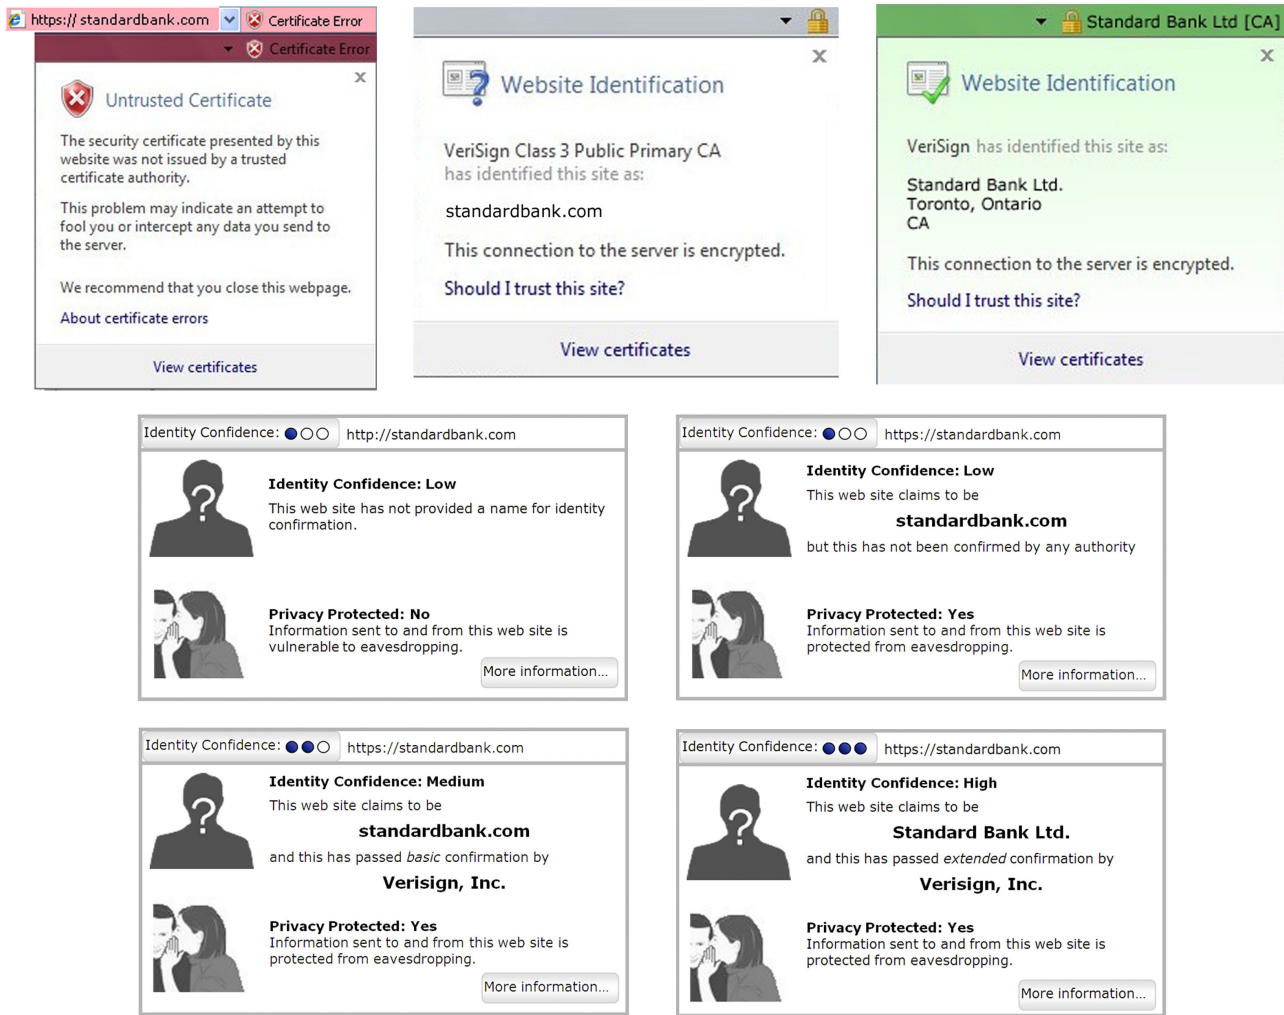 https://standardbank.com
Certificate Error
Certificate Error
x
Untrusted Certificate
The security certificate presented by this
website was not issued by a trusted
certificate authority.
This problem may indicate an attempt to
fool you or intercept any data you send to
the server.
We recommend that you close this webpage.
About certificate errors
View certificates
x
Website Identification
VeriSign Class 3 Public Primary CA
has identified this site as:
standardbank.com
This connection to the server is encrypted.
Should I trust this site?
View certificates
Standard Bank Ltd [CA]
x
Website Identification
VeriSign has identified this site as:
Standard Bank Ltd.
Toronto, Ontario
CA
This connection to the server is encrypted.
Should I trust this site?
View certificates
Identity Confidence: http://standardbank.com
?
Identity Confidence: Low
This web site has not provided a name for identity
confirmation.
Privacy Protected: No
Information sent to and from this web site is
vulnerable to eavesdropping.
More information...
Identity Confidence: https://standardbank.com
?
Identity Confidence: Low
This web site claims to be
standardbank.com
but this has not been confirmed by any authority
Privacy Protected: Yes
Information sent to and from this web site is
protected from eavesdropping.
More information...
Identity Confidence: https://standardbank.com
?
Identity Confidence: Medium
This web site claims to be
standardbank.com
and this has passed basic confirmation by
Verisign, Inc.
Privacy Protected: Yes
Information sent to and from this web site is
protected from eavesdropping.
More information...
Identity Confidence: https://standardbank.com
?
Identity Confidence: High
This web site claims to be
Standard Bank Ltd.
and this has passed extended confirmation by
Verisign, Inc.
Privacy Protected: Yes
Information sent to and from this web site is
protected from eavesdropping.
More information...